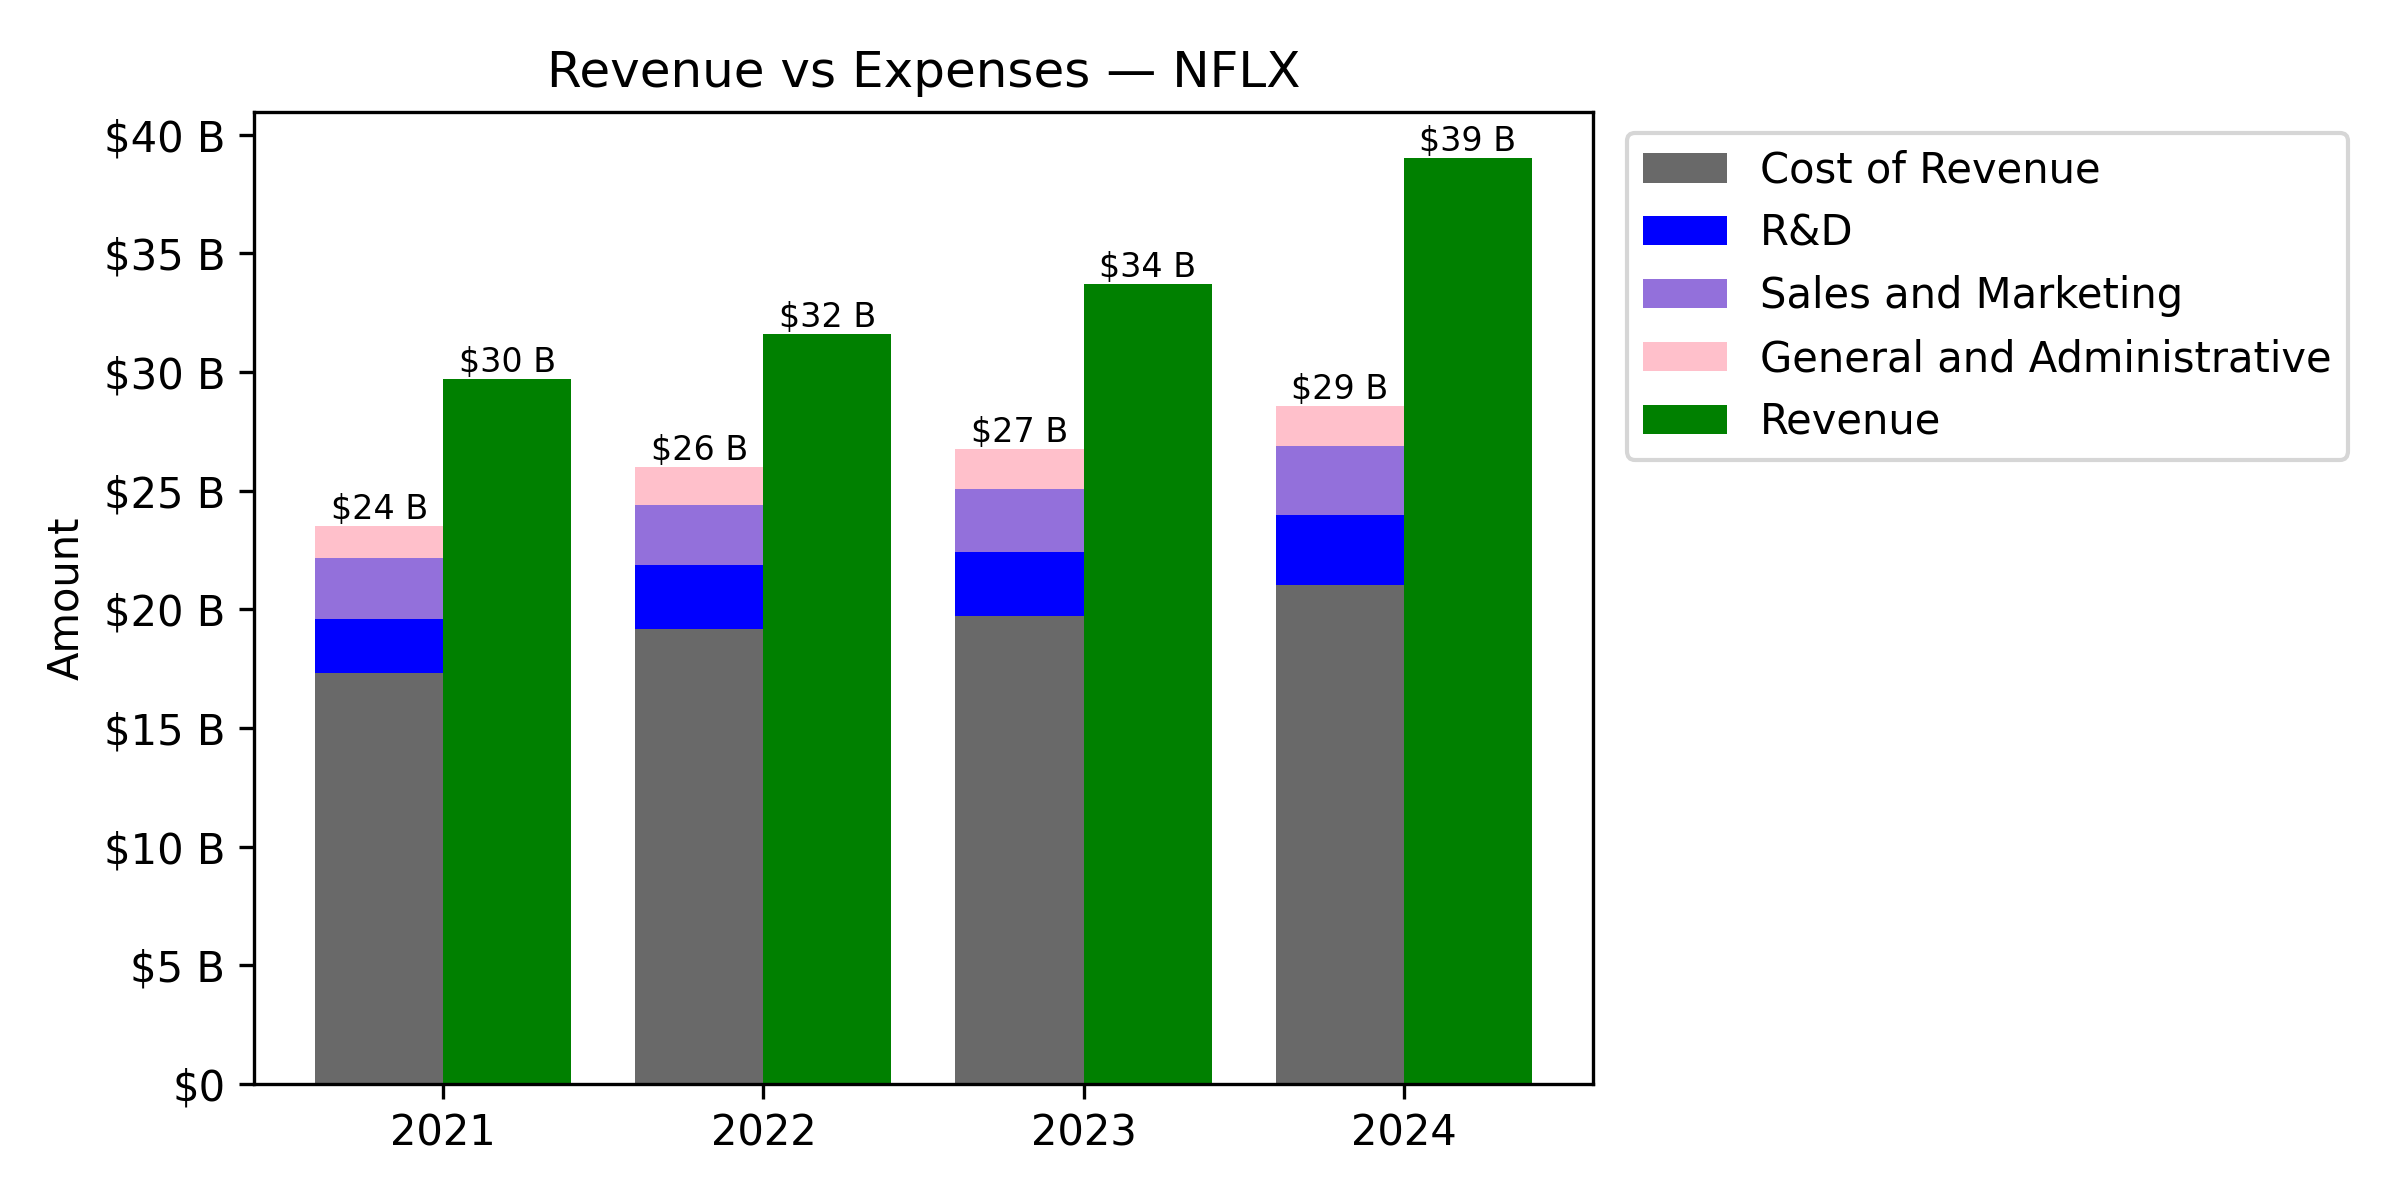 Revenue vs Expenses — NFLX
Amount
$40 B
$35 B
$30 B
$25 B
$20 B
$15 B
$10 B
$5 B
$0
$24 B
$30 B
$26 B
$32 B
$27 B
$34 B
$29 B
$39 B
2021
2022
2023
2024
Cost of Revenue
R&D
Sales and Marketing
General and Administrative
Revenue